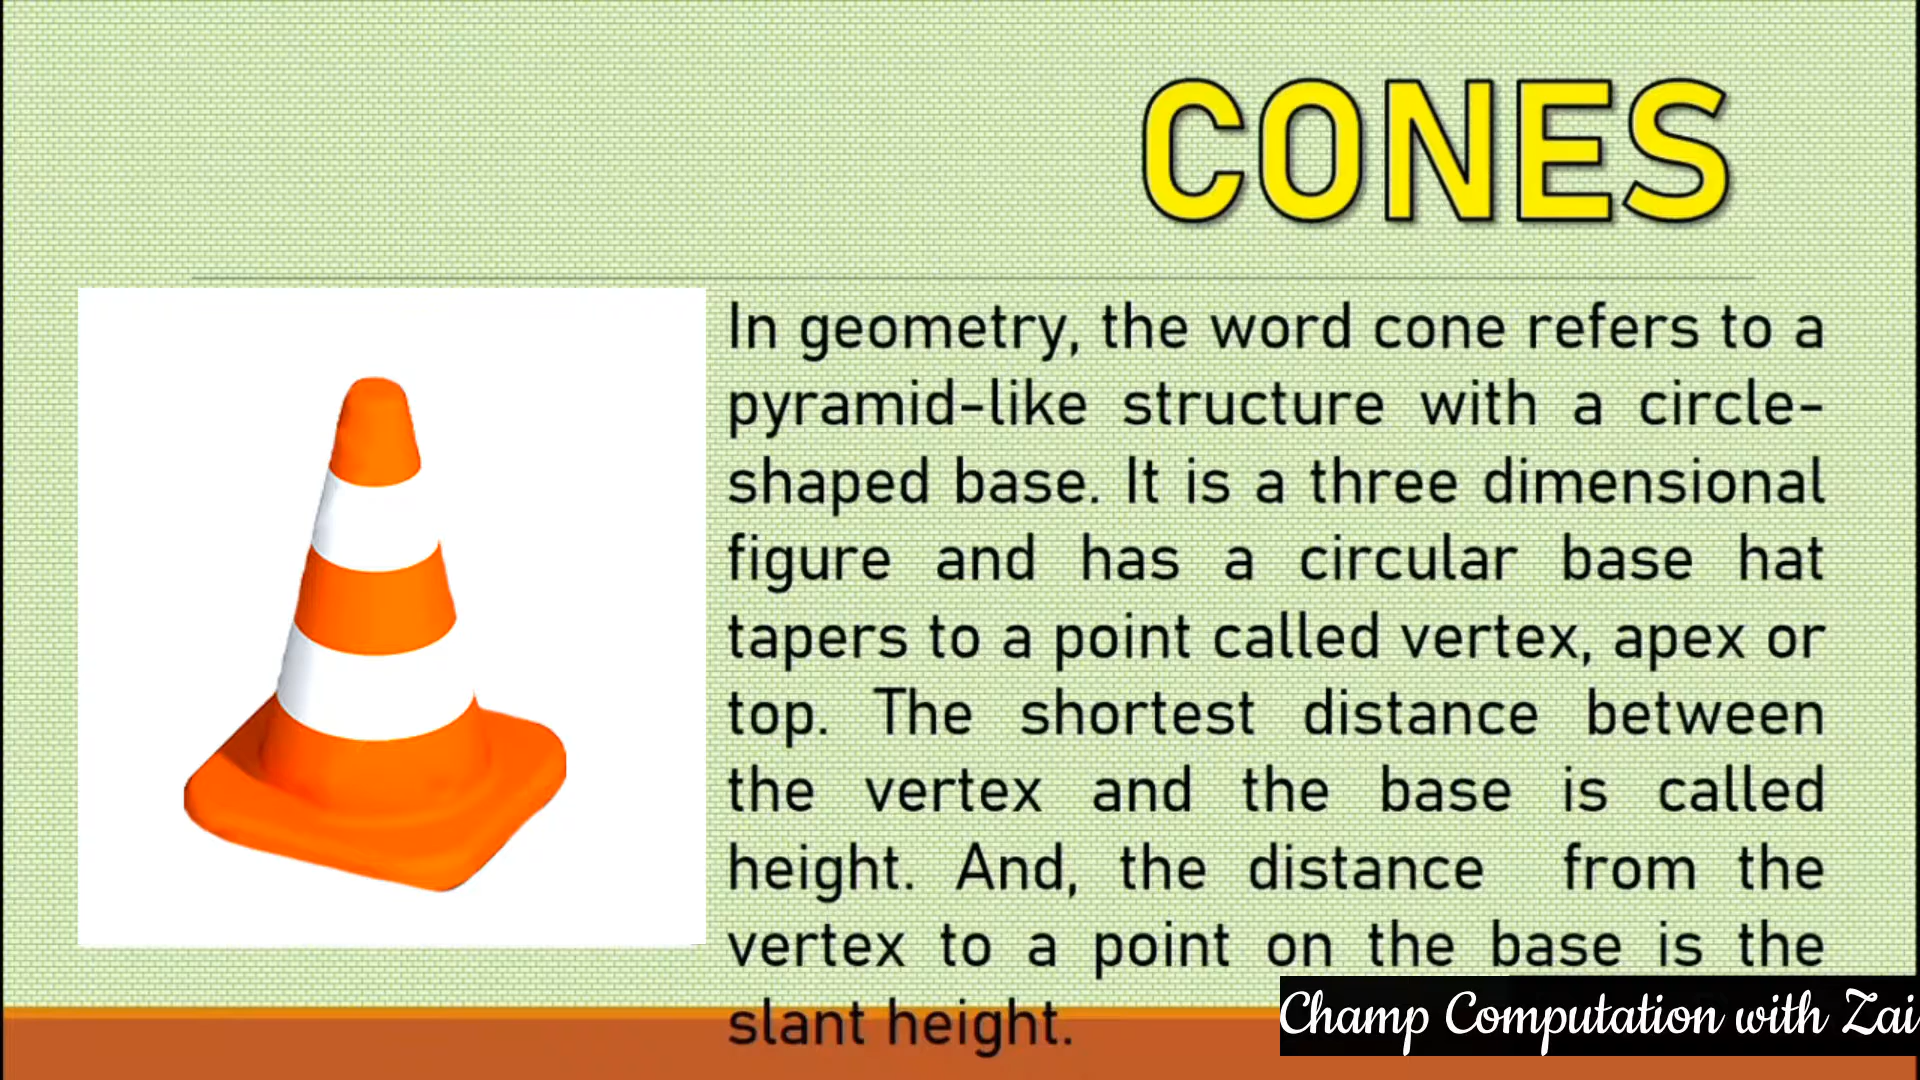 CONES
In geometry, the word cone refers to a
pyramid-like structure with a circle-
shaped base. It is a three dimensional
figure and has a circular base hat
tapers to a point called vertex, apex or
top. The shortest distance between
the vertex and the base is called
height. And, the distance from the
vertex to a point on the base is the
slant height.
Champ Computation with Zai